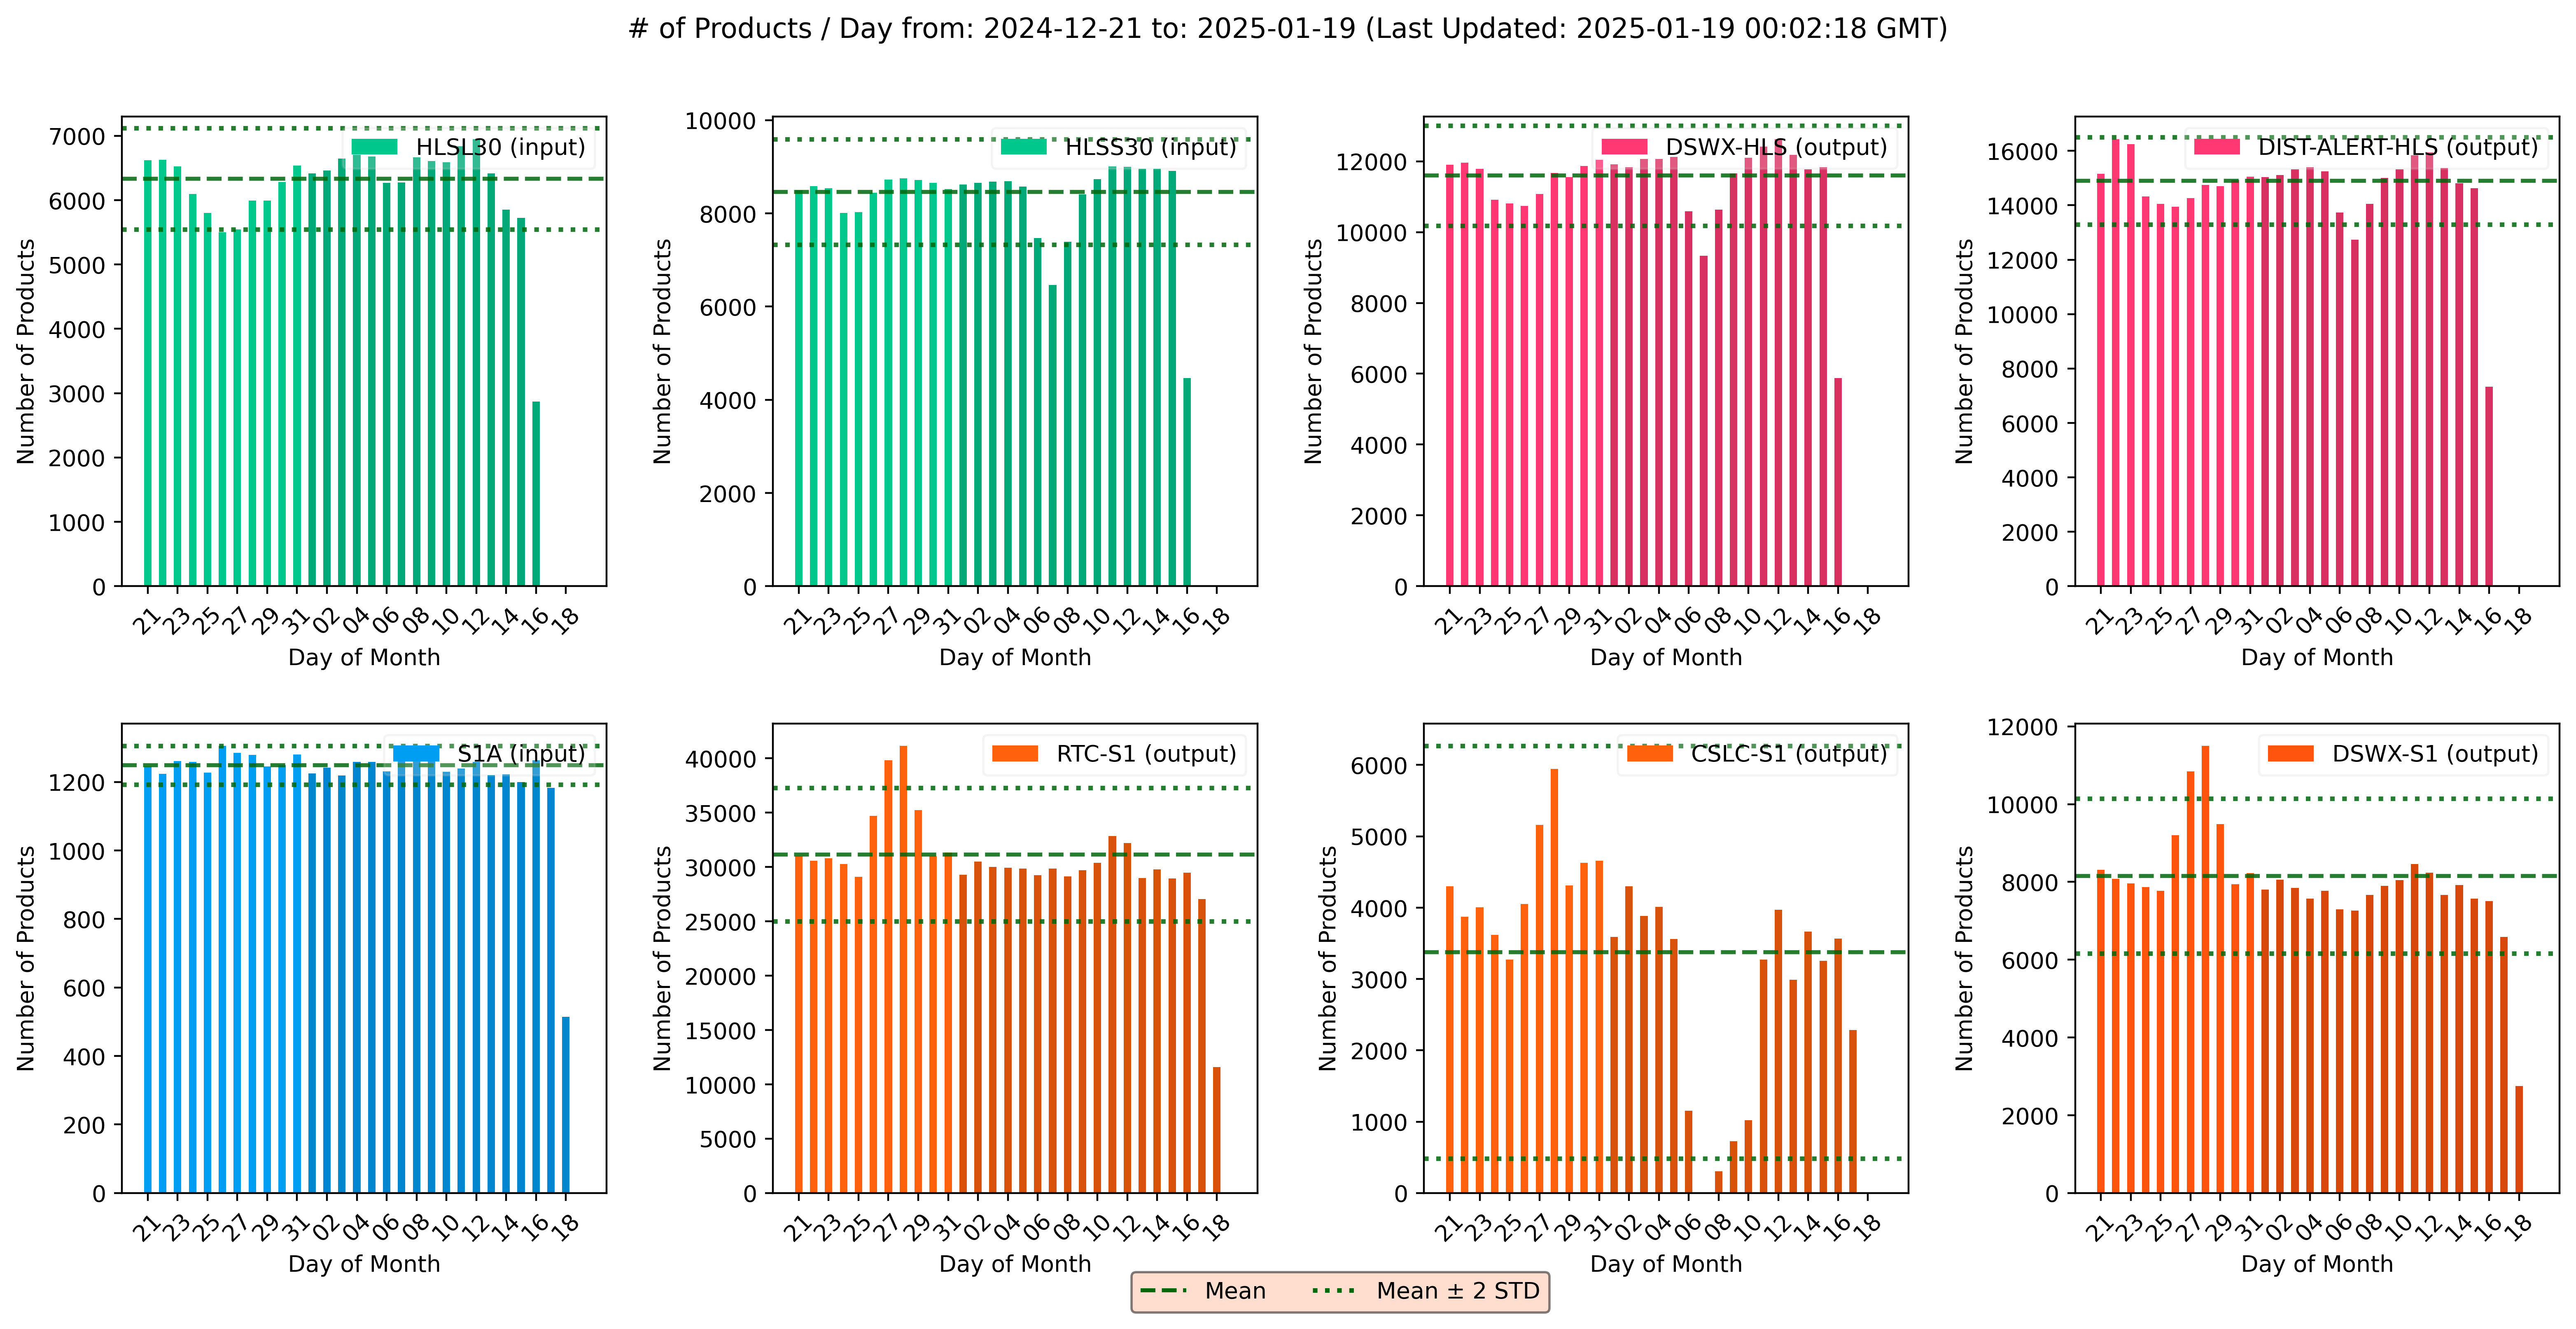 # of Products / Day from: 2024-12-21 to: 2025-01-19 (Last Updated: 2025-01-19 00:02:18 GMT)
HLSL30 (input)
Number of Products
7000
6000
5000
4000
3000
2000
1000
0
21 23 25 27 29 31 02 04 06 08 10 12 14 16 18
Day of Month
HLSS30 (input)
Number of Products
10000
8000
6000
4000
2000
0
21 23 25 27 29 31 02 04 06 08 10 12 14 16 18
Day of Month
DSWX-HLS (output)
Number of Products
12000
10000
8000
6000
4000
2000
0
21 23 25 27 29 31 02 04 06 08 10 12 14 16 18
Day of Month
DIST-ALERT-HLS (output)
Number of Products
16000
14000
12000
10000
8000
6000
4000
2000
0
21 23 25 27 29 31 02 04 06 08 10 12 14 16 18
Day of Month
S1A (input)
Number of Products
1200
1000
800
600
400
200
0
21 23 25 27 29 31 02 04 06 08 10 12 14 16 18
Day of Month
RTC-S1 (output)
Number of Products
40000
35000
30000
25000
20000
15000
10000
5000
0
21 23 25 27 29 31 02 04 06 08 10 12 14 16 18
Day of Month
CSLC-S1 (output)
Number of Products
6000
5000
4000
3000
2000
1000
0
21 23 25 27 29 31 02 04 06 08 10 12 14 16 18
Day of Month
DSWX-S1 (output)
Number of Products
12000
10000
8000
6000
4000
2000
0
21 23 25 27 29 31 02 04 06 08 10 12 14 16 18
Day of Month
Mean
Mean ± 2 STD